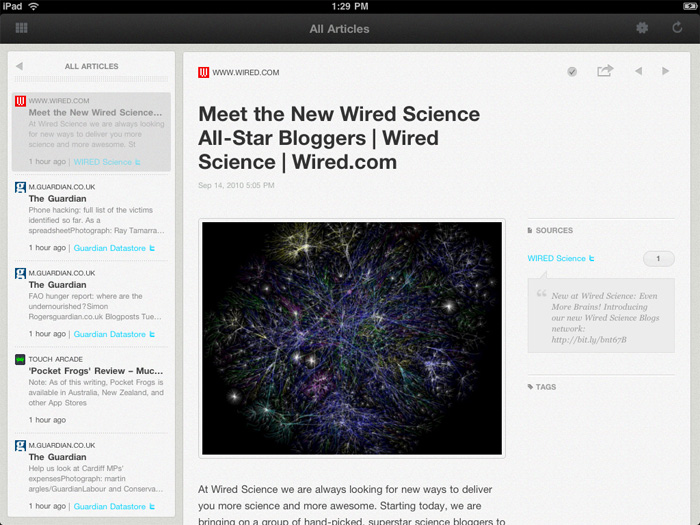 iPad
1:29 PM
All Articles
ALL ARTICLES
WWW.WIRED.COM
Meet the New Wired Science...
At Wired Science we are always looking
for new ways to deliver you more
science and more awesome. St
1 hour ago | WIRED Science
M.GUARDIAN.CO.UK
The Guardian
Phone hacking: full list of the victims
identified so far. As a
spreadsheetPhotograph: Ray Tamarra...
1 hour ago | Guardian Datastore
M.GUARDIAN.CO.UK
The Guardian
FAO hunger report: where are the
undernourished?Simon
Rogersguardian.co.uk Blogposts Tue...
1 hour ago | Guardian Datastore
TOUCH ARCADE
'Pocket Frogs' Review – Muc...
Note: As of this writing, Pocket Frogs is
available in Australia, New Zealand, and
other App Stores
1 hour ago
M.GUARDIAN.CO.UK
The Guardian
Help us look at Cardiff MPs'
expensesPhotograph: martin
argles/GuardianLabour and Conserva...
1 hour ago | Guardian Datastore
WWW.WIRED.COM
Meet the New Wired Science
All-Star Bloggers | Wired
Science | Wired.com
Sep 14, 2010 5:05 PM
At Wired Science we are always looking for new ways to deliver
you more science and more awesome. Starting today, we are
bringing on a group of hand-picked, superstar science bloggers to
SOURCES
WIRED Science
1
New at Wired Science: Even
More Brains! Introducing
our new Wired Science Blogs
network:
http://bit.ly/bnt67B
TAGS